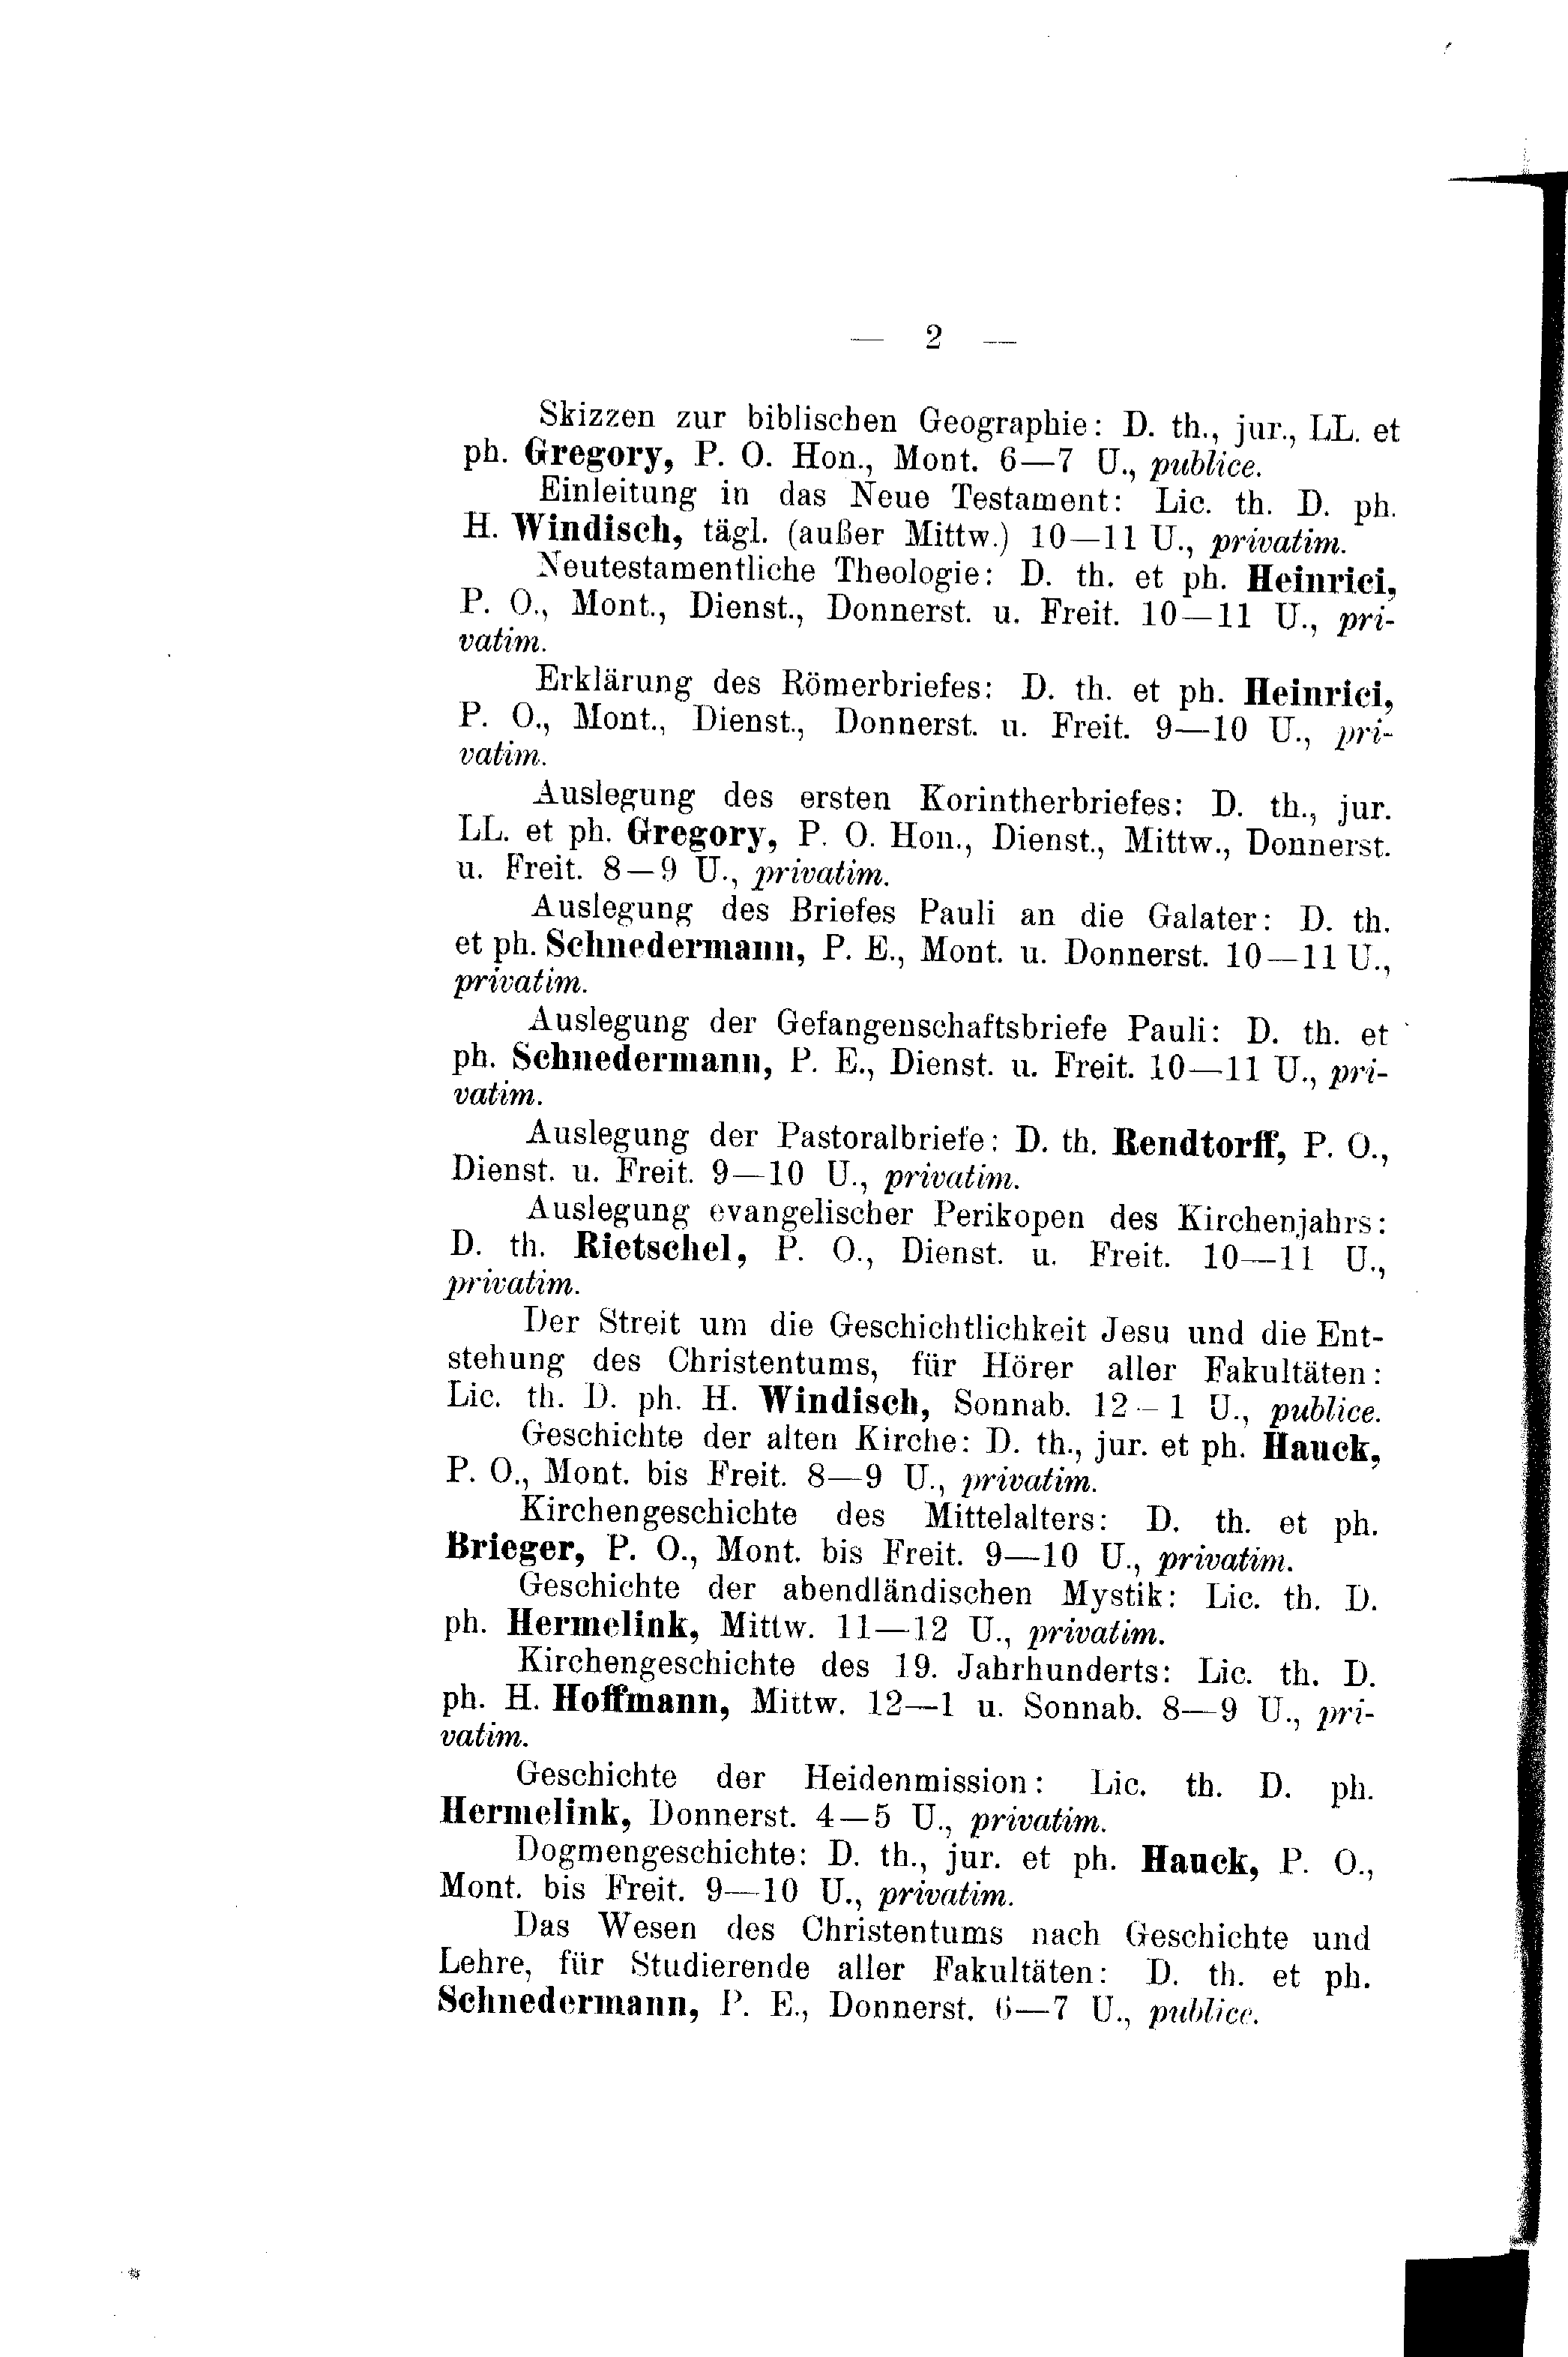 — 2 —
Skizzen zur biblischen Geographie: D. th., jur., LL. et
ph. Gregory, P. O. Hon., Mont. 6—7 U., publice.
Einleitung in das Neue Testament: Lic. th. D. ph.
H. Windisch, tägl. (außer Mittw.) 10—11 U., privatim.
Neutestamentliche Theologie: D. th. et ph. Heinrici,
P. O., Mont., Dienst., Donnerst. u. Freit. 10—11 U., pri-
vatim.
Erklärung des Römerbriefes: D. th. et ph. Heinrici,
P. O., Mont., Dienst., Donnerst. u. Freit. 9—10 U., pri-
vatim.
Auslegung des ersten Korintherbriefes: D. th., jur.
LL. et ph. Gregory, P. O. Hon., Dienst., Mittw., Donnerst.
u. Freit. 8—9 U., privatim.
Auslegung des Briefes Pauli an die Galater: D. th.
et ph. Schnedermann, P. E., Mont. u. Donnerst. 10—11 U.,
privatim.
Auslegung der Gefangenschaftsbriefe Pauli: D. th. et
ph. Schnedermann, P. E., Dienst. u. Freit. 10—11 U., pri-
vatim.
Auslegung der Pastoralbriefe: D. th. Rendtorff, P. O.,
Dienst. u. Freit. 9—10 U., privatim.
Auslegung evangelischer Perikopen des Kirchenjahrs:
D. th. Rietschel, P. O., Dienst. u. Freit. 10—11 U.,
privatim.
Der Streit um die Geschichtlichkeit Jesu und die Ent-
stehung des Christentums, für Hörer aller Fakultäten:
Lic. th. D. ph. H. Windisch, Sonnab. 12—1 U., publice.
Geschichte der alten Kirche: D. th., jur. et ph. Hauck,
P. O., Mont. bis Freit. 8—9 U., privatim.
Kirchengeschichte des Mittelalters: D. th. et ph.
Brieger, P. O., Mont. bis Freit. 9—10 U., privatim.
Geschichte der abendländischen Mystik: Lic. th. D.
ph. Hermelink, Mittw. 11—12 U., privatim.
Kirchengeschichte des 19. Jahrhunderts: Lic. th. D.
ph. H. Hoffmann, Mittw. 12—1 u. Sonnab. 8—9 U., pri-
vatim.
Geschichte der Heidenmission: Lic. th. D. ph.
Hermelink, Donnerst. 4—5 U., privatim.
Dogmengeschichte: D. th., jur. et ph. Hauck, P. O.,
Mont. bis Freit. 9—10 U., privatim.
Das Wesen des Christentums nach Geschichte und
Lehre, für Studierende aller Fakultäten: D. th. et ph.
Schnedermann, P. E., Donnerst. 6—7 U., publice.